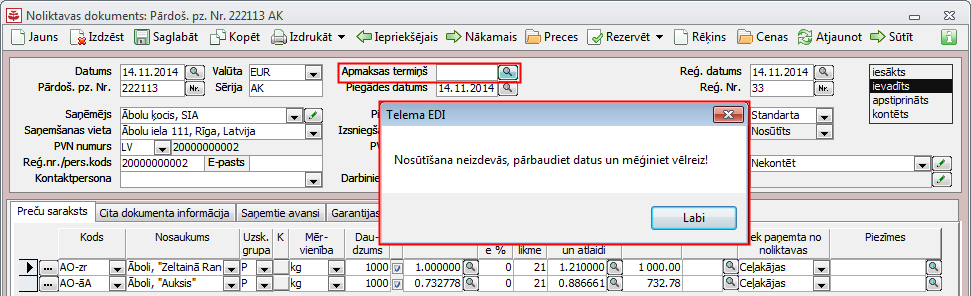 Noliktavas dokuments: Pārdoš. pz. Nr. 222113 AK
Jauns Izdzēst Saglabāt Kopēt Izdrukāt Iepriekšējais Nākamais Preces Rezervēt Rēķins Cenas Atjaunot Sūtīt
Datums 14.11.2014 Valūta EUR Apmaksas termiņš Reģ. datums 14.11.2014 iesākts
Pārdoš. pz. Nr. 222113 Nr. Sērija AK Piegādes datums 14.11.2014 Reģ. Nr. 33 Nr. ievadīts
apstiprināts
kontēts
Saņēmējs Ābolu ķocis, SIA Standarta
Saņemšanas vieta Ābolu iela 111, Rīga, Latvija Nosūtīts
PVN numurs LV 20000000002
Reģ.nr./pers.kods 20000000002 E-pasts Nekontēt
Kontaktpersona
Telema EDI
Nosūtīšana neizdevās, pārbaudiet datus un mēģiniet vēlreiz!
Labi
Preču saraksts Cita dokumenta informācija Saņemtie avansi Garantijas
Kods Nosaukums Uzsk. grupa K Mēr- vienība Dau- dzums e % likme un atlaidi ek paņemta no noliktavas Piezīmes
AO-zr Āboli, "Zeltainā Ran P kg 1000 1.000000 0 21 1.210000 1 000.00 Ceļakājas
AO-āA Āboli, "Auksis" P kg 1000 0.732778 0 21 0.886661 732.78 Ceļakājas